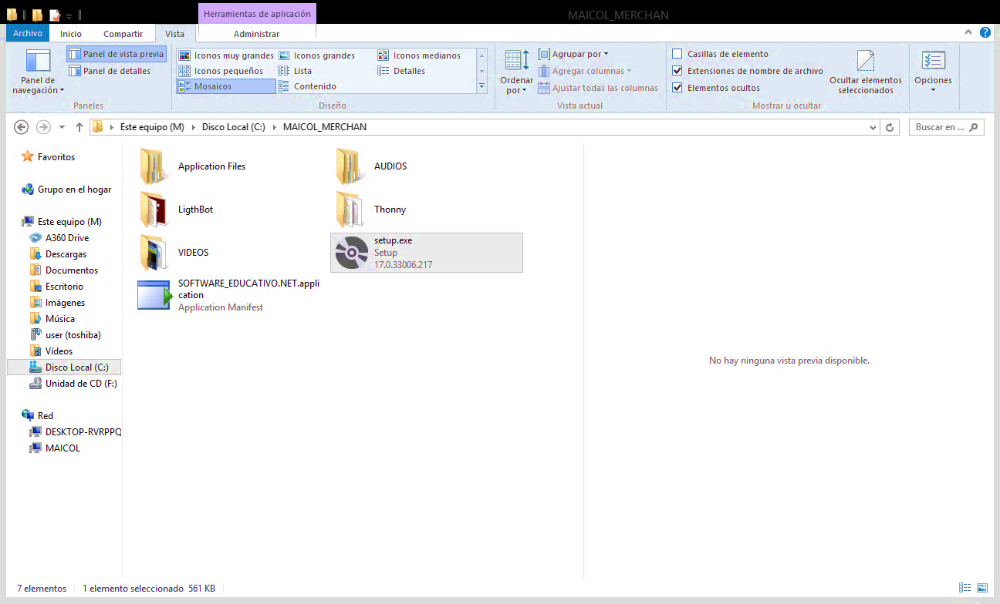 MAICOL_MERCHAN
Herramientas de aplicación
Archivo
Inicio
Compartir
Vista
Administrar
Panel de navegación
Panel de vista previa
Panel de detalles
Paneles
Iconos muy grandes
Iconos grandes
Iconos medianos
Iconos pequeños
Lista
Detalles
Mosaicos
Contenido
Diseño
Ordenar por
Agrupar por
Agregar columnas
Ajustar todas las columnas
Vista actual
Casillas de elemento
Extensiones de nombre de archivo
Elementos ocultos
Ocultar elementos
seleccionados
Mostrar u ocultar
Opciones
Este equipo (M)
Disco Local (C:)
MAICOL_MERCHAN
Buscar en ...
Favoritos
Grupo en el hogar
Este equipo (M)
A360 Drive
Descargas
Documentos
Escritorio
Imágenes
Música
user (toshiba)
Vídeos
Disco Local (C:)
Unidad de CD (F:)
Red
DESKTOP-RVRPPQ
MAICOL
Application Files
AUDIOS
LigthBot
Thonny
VIDEOS
setup.exe
Setup
17.0.33006.217
SOFTWARE_EDUCATIVO.NET.appli
cation
Application Manifest
No hay ninguna vista previa disponible.
7 elementos
1 elemento seleccionado 561 KB